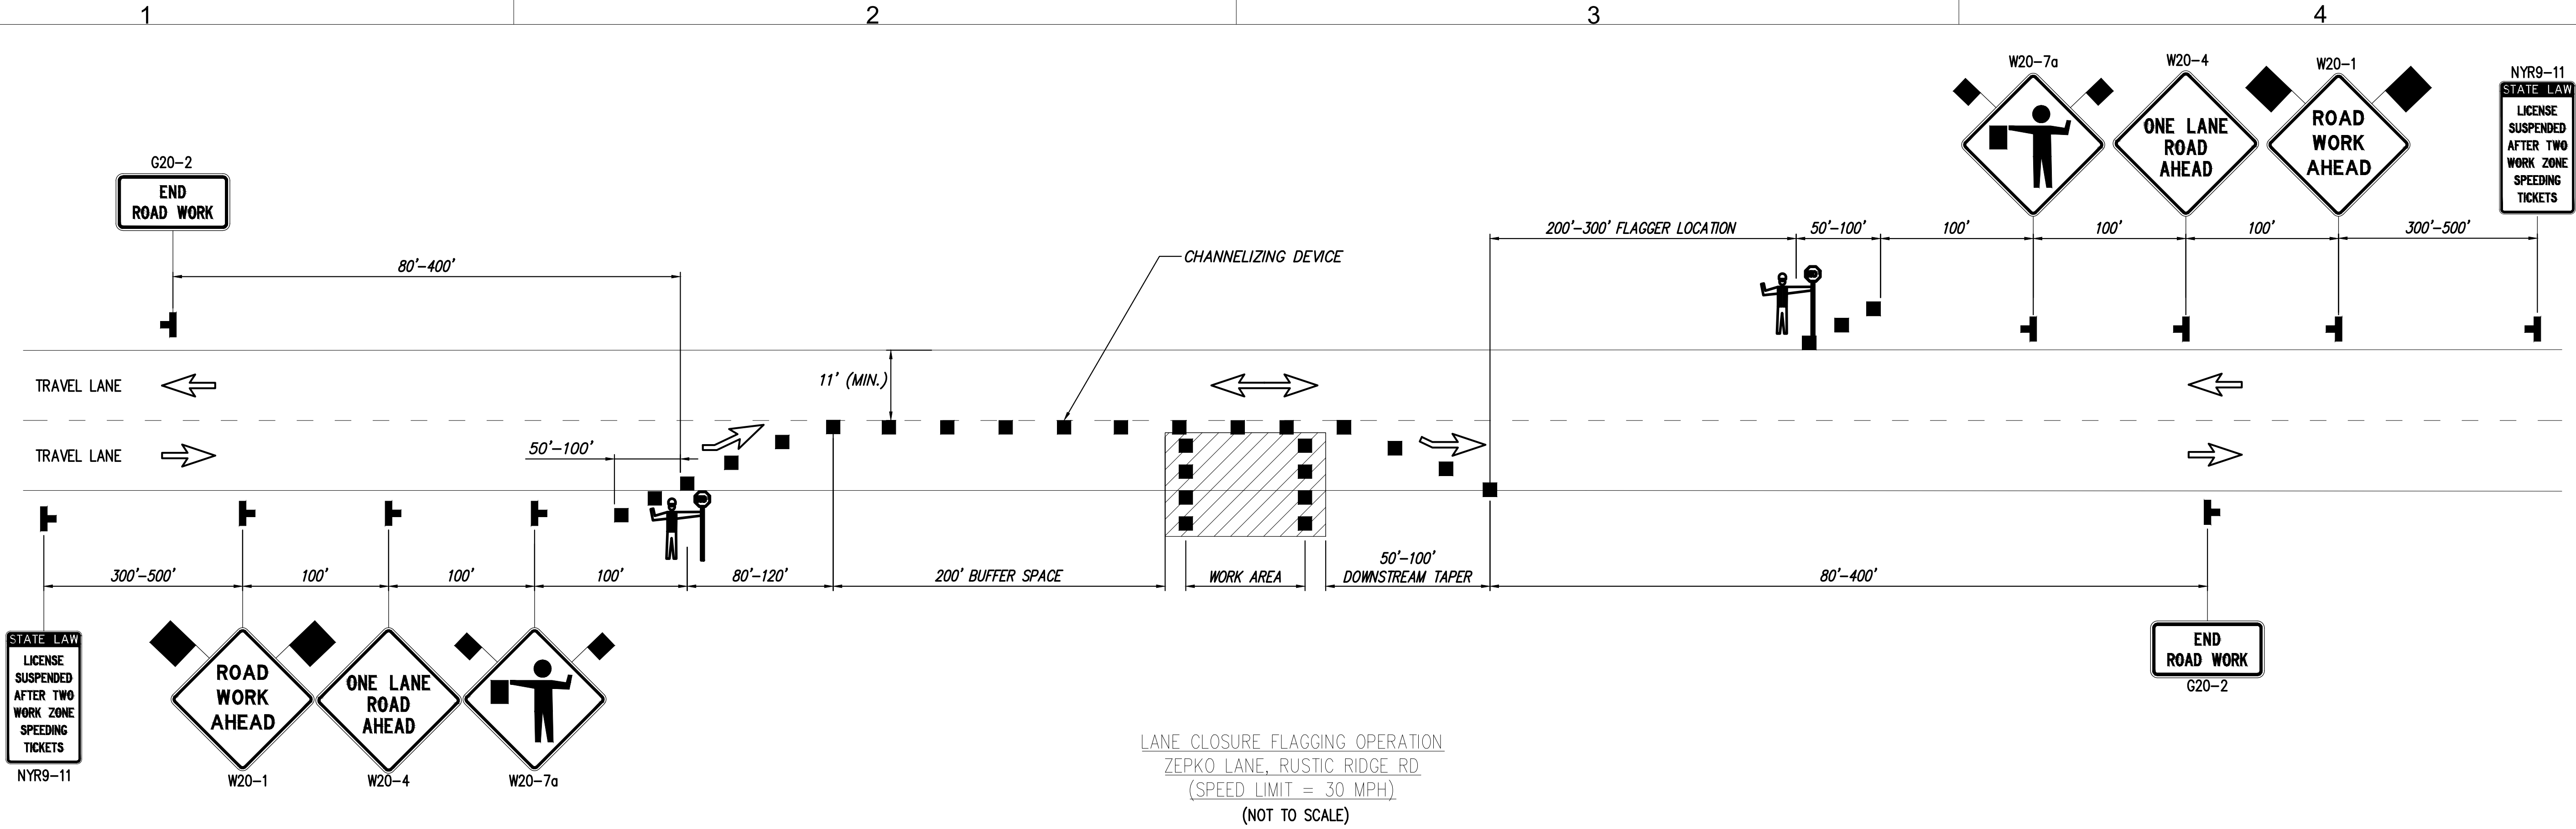 1 2 3 4
W20-7a
W20-4
W20-1
NYR9-11
ONE LANE
ROAD
AHEAD
ROAD
WORK
AHEAD
STATE LAW
LICENSE
SUSPENDED
AFTER TWO
WORK ZONE
SPEEDING
TICKETS
G20-2
END
ROAD WORK
80'-400'
CHANNELIZING DEVICE
200'-300' FLAGGER LOCATION
50'-100'
100'
100'
100'
300'-500'
TRAVEL LANE
11' (MIN.)
TRAVEL LANE
50'-100'
300'-500'
100'
100'
100'
80'-120'
200' BUFFER SPACE
WORK AREA
50'-100'
DOWNSTREAM TAPER
80'-400'
STATE LAW
LICENSE
SUSPENDED
AFTER TWO
WORK ZONE
SPEEDING
TICKETS
NYR9-11
ROAD
WORK
AHEAD
W20-1
ONE LANE
ROAD
AHEAD
W20-4
W20-7a
END
ROAD WORK
G20-2
LANE CLOSURE FLAGGING OPERATION
ZEPKO LANE, RUSTIC RIDGE RD
(SPEED LIMIT = 30 MPH)
(NOT TO SCALE)